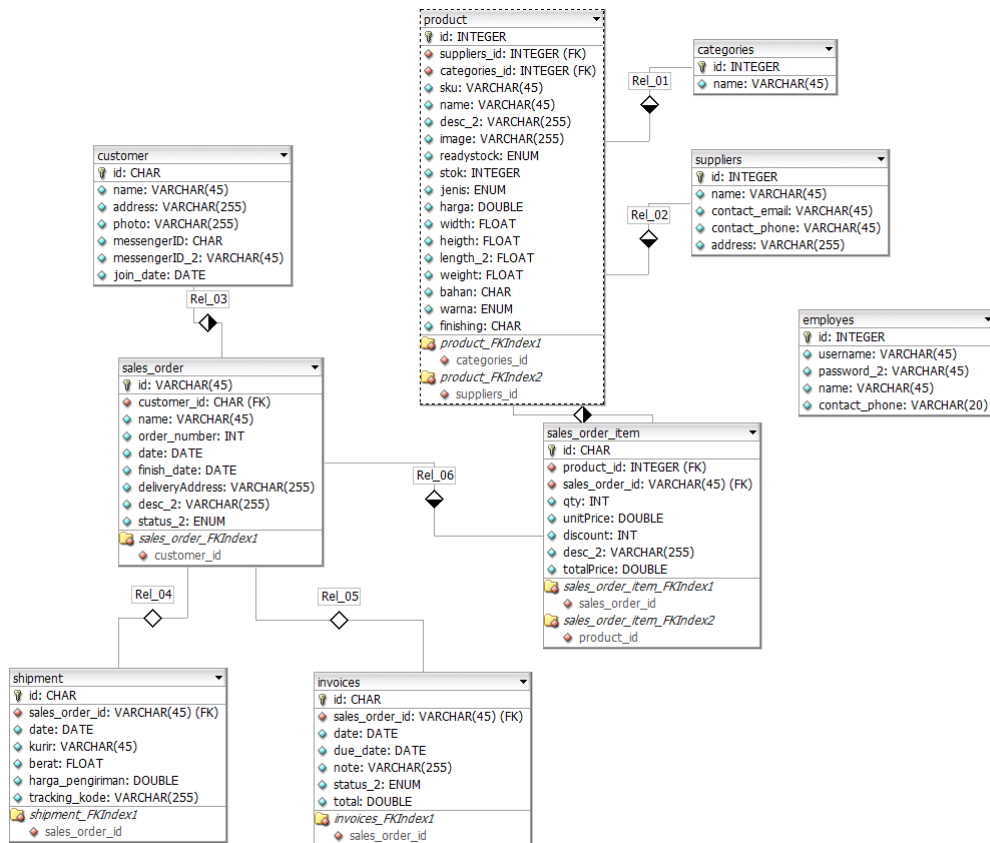 product
id: INTEGER
suppliers_id: INTEGER (FK)
categories_id: INTEGER (FK)
sku: VARCHAR(45)
name: VARCHAR(45)
desc_2: VARCHAR(255)
image: VARCHAR(255)
readystock: ENUM
stok: INTEGER
jenis: ENUM
harga: DOUBLE
width: FLOAT
heigth: FLOAT
length_2: FLOAT
weight: FLOAT
bahan: CHAR
warna: ENUM
finishing: CHAR
product_FKIndex1
categories_id
product_FKIndex2
suppliers_id
Rel_01
categories
id: INTEGER
name: VARCHAR(45)
Rel_02
suppliers
id: INTEGER
name: VARCHAR(45)
contact_email: VARCHAR(45)
contact_phone: VARCHAR(45)
address: VARCHAR(255)
customer
id: CHAR
name: VARCHAR(45)
address: VARCHAR(255)
photo: VARCHAR(255)
messengerID: CHAR
messengerID_2: VARCHAR(45)
join_date: DATE
Rel_03
employes
id: INTEGER
username: VARCHAR(45)
password_2: VARCHAR(45)
name: VARCHAR(45)
contact_phone: VARCHAR(20)
sales_order
id: VARCHAR(45)
customer_id: CHAR (FK)
name: VARCHAR(45)
order_number: INT
date: DATE
finish_date: DATE
deliveryAddress: VARCHAR(255)
desc_2: VARCHAR(255)
status_2: ENUM
sales_order_FKIndex1
customer_id
Rel_06
sales_order_item
id: CHAR
product_id: INTEGER (FK)
sales_order_id: VARCHAR(45) (FK)
qty: INT
unitPrice: DOUBLE
discount: INT
desc_2: VARCHAR(255)
totalPrice: DOUBLE
sales_order_item_FKIndex1
sales_order_id
sales_order_item_FKIndex2
product_id
Rel_04
Rel_05
shipment
id: CHAR
sales_order_id: VARCHAR(45) (FK)
date: DATE
kurir: VARCHAR(45)
berat: FLOAT
harga_pengiriman: DOUBLE
tracking_kode: VARCHAR(255)
shipment_FKIndex1
sales_order_id
invoices
id: CHAR
sales_order_id: VARCHAR(45) (FK)
date: DATE
due_date: DATE
note: VARCHAR(255)
status_2: ENUM
total: DOUBLE
invoices_FKIndex1
sales_order_id